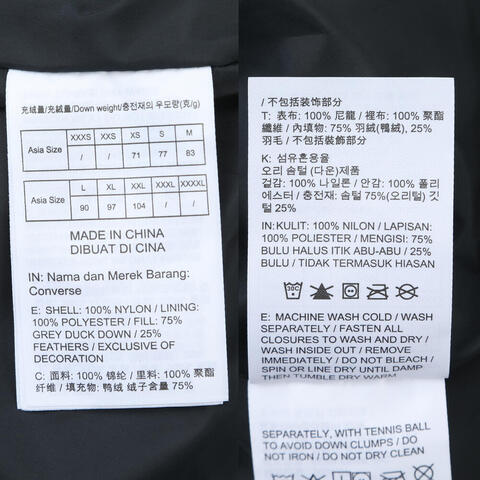 充绒量/充絨量/Down weight/충전재의 우모량(g/g)
Asia Size XXXS XXS XS S M
/ / 71 77 83
Asia Size L XL XXL XXXL XXXXL
90 97 104 / /
MADE IN CHINA
DIBUAT DI CINA
IN: Nama dan Merek Barang:
Converse
E: SHELL: 100% NYLON / LINING:
100% POLYESTER / FILL: 75%
GREY DUCK DOWN / 25%
FEATHERS / EXCLUSIVE OF
DECORATION
C: 面料: 100% 锦纶 / 里料: 100% 聚酯
纤维 / 填充物: 鸭绒 绒子含量 75%
/ 不包括装饰部分
T: 表布: 100% 尼龍 / 裡布: 100% 聚酯
纖維 / 內填物: 75% 羽絨(鴨絨), 25%
羽毛 / 不包括裝飾部分
K: 섬유혼용율
오리 솜털 (다운)제품
겉감: 100% 나일론 / 안감: 100% 폴리
에스터 / 충전재: 솜털 75%(오리털) 깃
털 25%
IN:KULIT: 100% NILON / LAPISAN:
100% POLIESTER / MENGISI: 75%
BULU HALUS ITIK ABU-ABU / 25%
BULU / TIDAK TERMASUK HIASAN
E: MACHINE WASH COLD / WASH
SEPARATELY / FASTEN ALL
CLOSURES TO WASH AND DRY /
WASH INSIDE OUT / REMOVE
IMMEDIATELY / DO NOT BLEACH /
SPIN OR LINE DRY UNTIL DAMP
THEN TUMBLE DRY WARM
SEPARATELY, WITH TENNIS BALL
TO AVOID DOWN CLUMPS / DO
NOT IRON / DO NOT DRY CLEAN